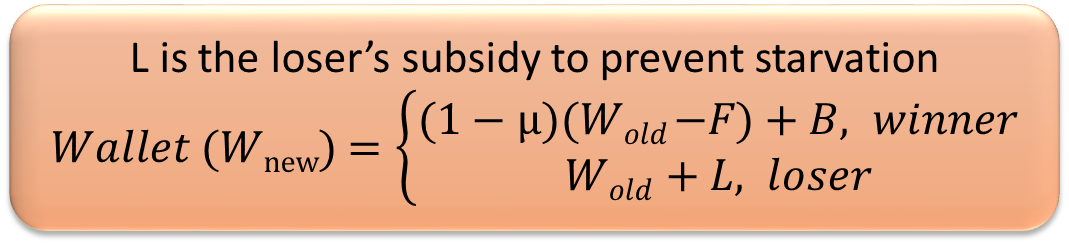 L is the loser’s subsidy to prevent starvation
Wallet (W_new) = { (1 − μ)(W_old −F) + B, winner
W_old + L, loser